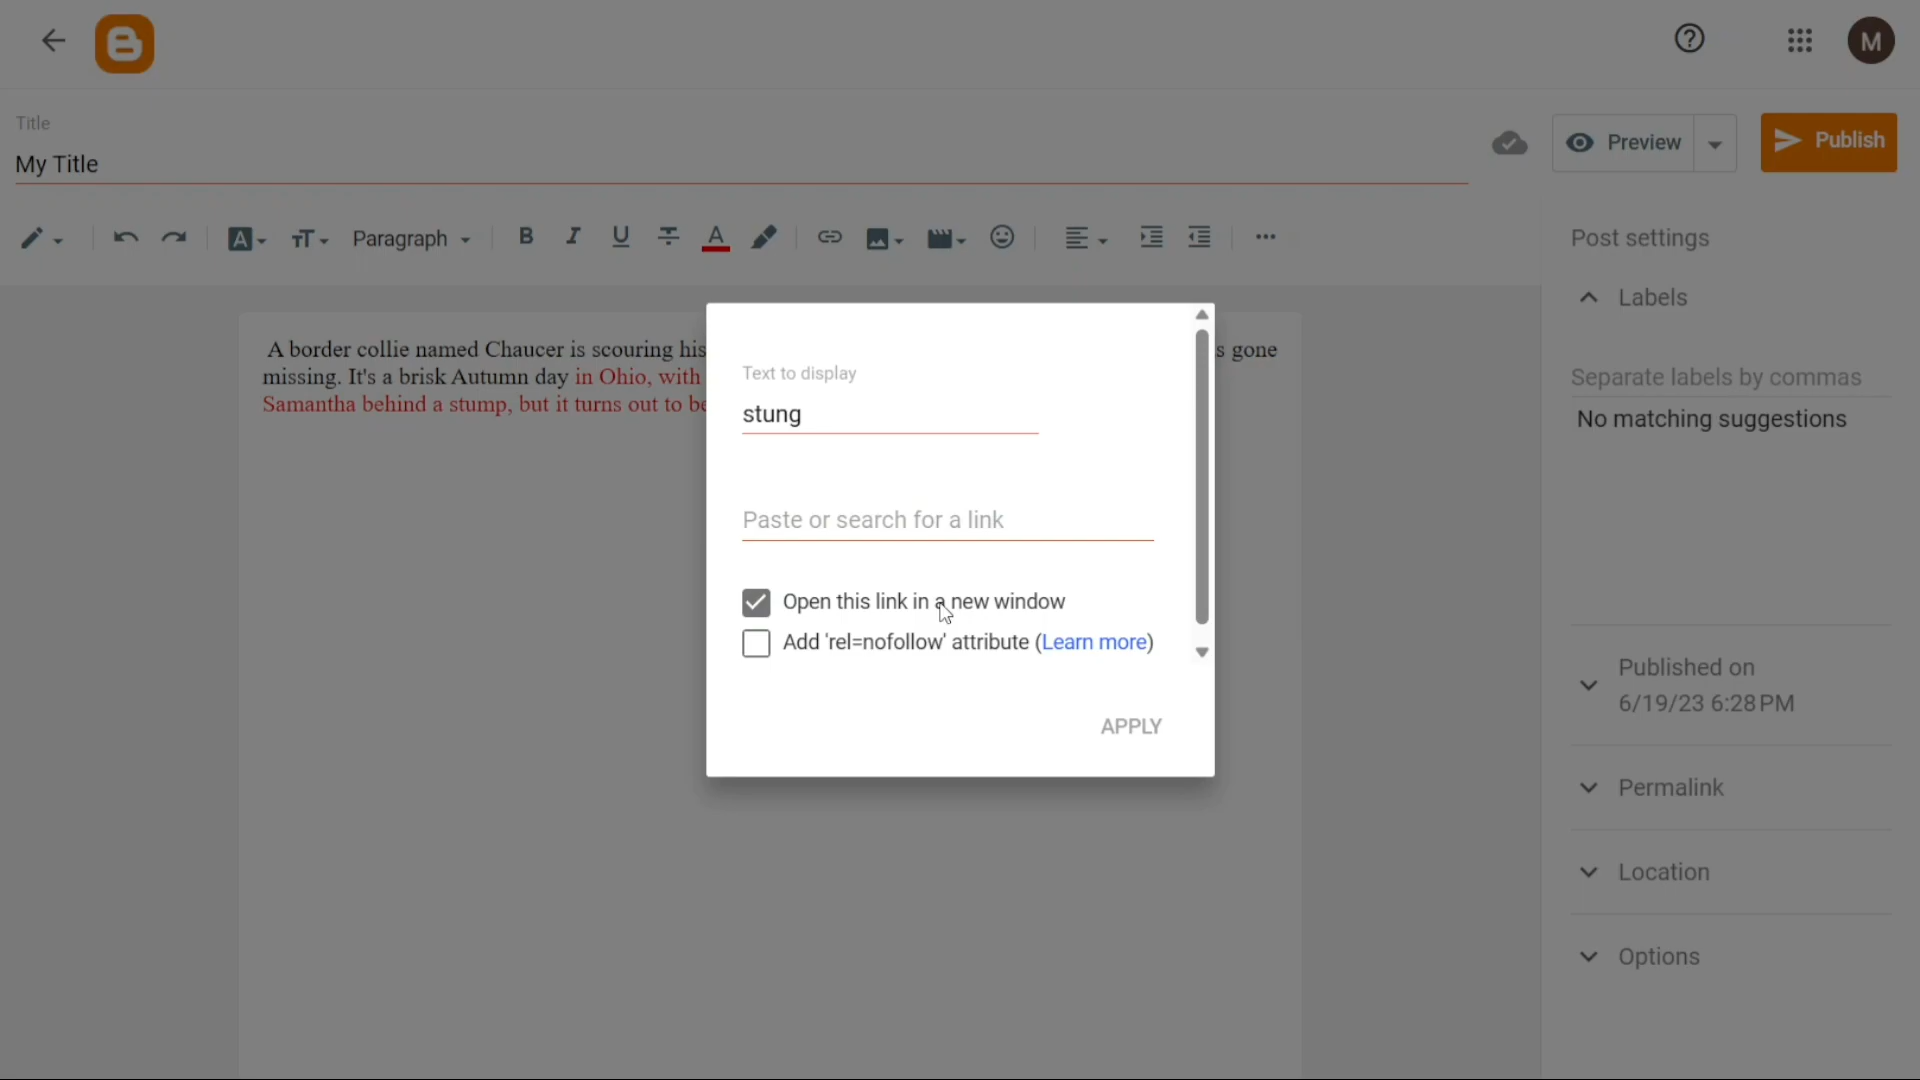 M
Title
My Title
Preview
Publish
Paragraph
Post settings
Labels
Separate labels by commas
No matching suggestions
A border collie named Chaucer is scouring his
s gone
missing. It's a brisk Autumn day in Ohio, with
Samantha behind a stump, but it turns out to be
Text to display
stung
Paste or search for a link
Open this link in a new window
Add 'rel=nofollow' attribute (Learn more)
APPLY
Published on
6/19/23 6:28 PM
Permalink
Location
Options